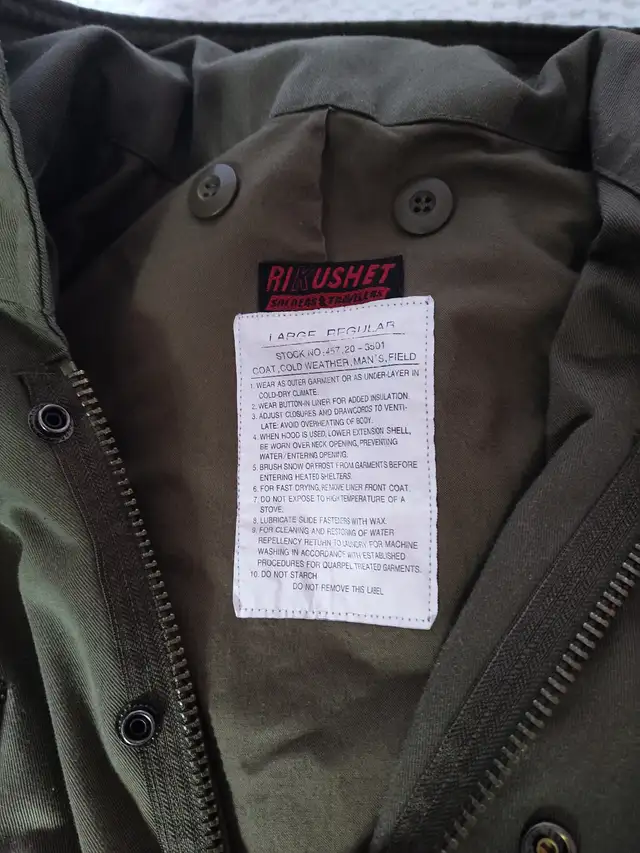 RIKUSHET
SOLDERS & TRAVELLERS
LARGE REGULAR
STOCK NO.457.20-3501
COAT,COLD WEATHER,MAN'S,FIELD
1. WEAR AS OUTER GARMENT OR AS UNDER-LAYER IN
COLD-DRY CLIMATE.
2. WEAR BUTTON-IN LINER FOR ADDED INSULATION
3. ADJUST CLOSURES AND DRAWCORDS TO VENTI-
LATE: AVOID OVERHEATING OF BODY.
4. WHEN HOOD IS USED, LOWER EXTENSION SHELL,
BE WORN OVER NECK OPENING, PREVENTING
WATER/ENTERING OPENING.
5. BRUSH SNOW OR FROST FROM GARMENTS BEFORE
ENTERING HEATED SHELTERS.
6. FOR FAST DRYING, REMOVE LINER FRONT COAT.
7. DO NOT EXPOSE TO HIGH TEMPERATURE OF A
STOVE.
8. LUBRICATE SLIDE FASTENERS WITH WAX.
9. FOR CLEANING AND RESTORING OF WATER
REPELLENCY RETURN TO LAUNDRY FOR MACHINE
WASHING IN ACCORDANCE WITH ESTABLISHED
PROCEDURES FOR QUARPEL TREATED GARMENTS.
10. DO NOT STARCH
DO NOT REMOVE THIS LABEL